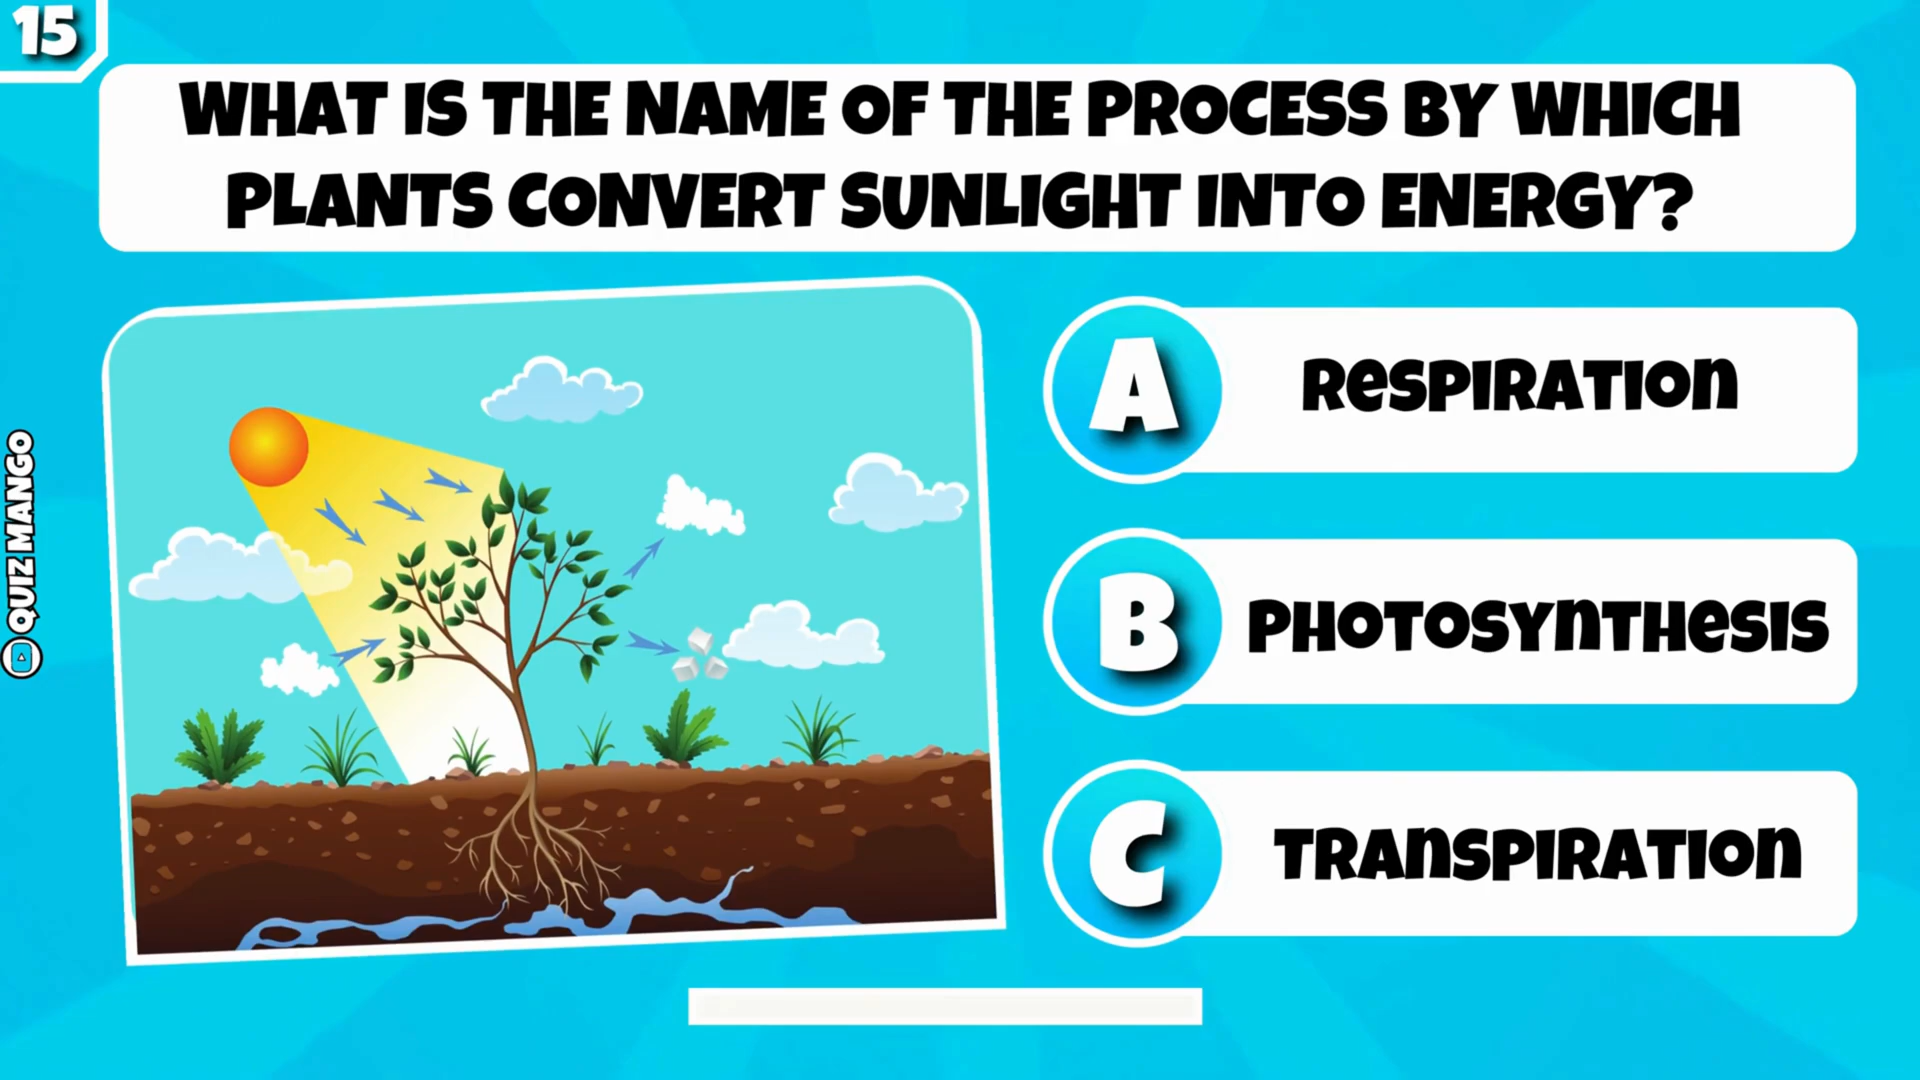 15
WHAT IS THE NAME OF THE PROCESS BY WHICH
PLANTS CONVERT SUNLIGHT INTO ENERGY?
A RESPIRATION
B PHOTOSYNTHESIS
C TRANSPIRATION
QUIZ MANGO